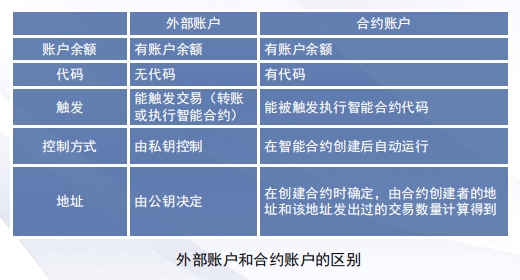 外部账户 合约账户
账户余额 有账户余额 有账户余额
代码 无代码 有代码
触发 能触发交易（转账或执行智能合约） 能被触发执行智能合约代码
控制方式 由私钥控制 在智能合约创建后自动运行
地址 由公钥决定 在创建合约时确定，由合约创建者的地址和该地址发出过的交易数量计算得到
外部账户和合约账户的区别